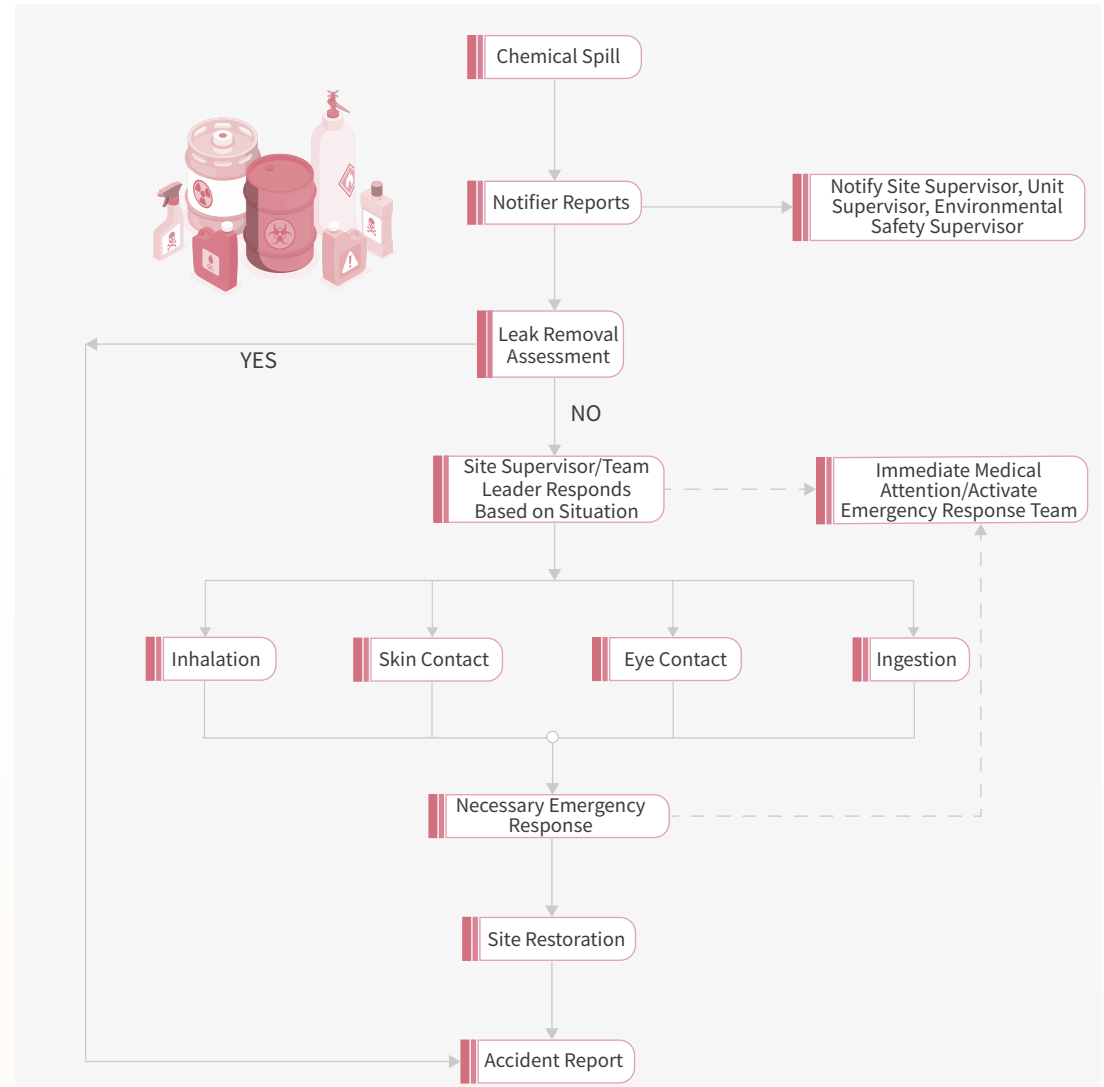 Chemical Spill
Notifier Reports
Notify Site Supervisor, Unit
Supervisor, Environmental
Safety Supervisor
Leak Removal
Assessment
YES
NO
Site Supervisor/Team
Leader Responds
Based on Situation
Immediate Medical
Attention/Activate
Emergency Response Team
Inhalation
Skin Contact
Eye Contact
Ingestion
Necessary Emergency
Response
Site Restoration
Accident Report